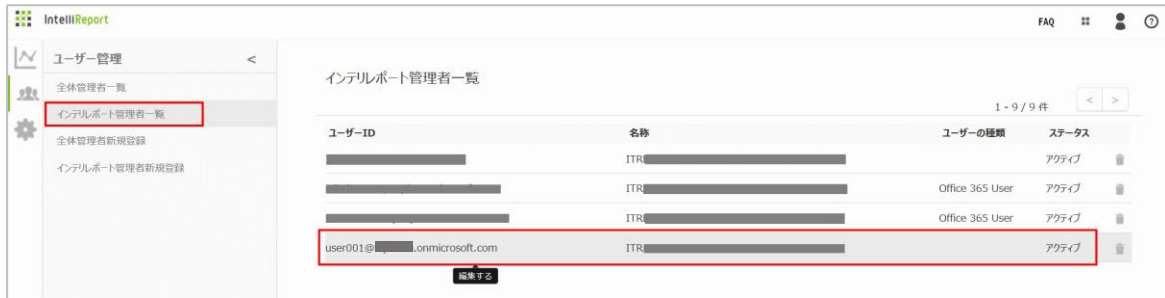 IntelliReport
FAQ
ユーザー管理 <
全体管理者一覧
インテリレポート管理者一覧
全体管理者新規登録
インテリレポート管理者新規登録
インテリレポート管理者一覧
1 - 9 / 9 件 < >
ユーザーID 名称 ユーザーの種類 ステータス
ITR アクティブ
ITR Office 365 User アクティブ
ITR Office 365 User アクティブ
user001@ .onmicrosoft.com ITR アクティブ
編集する